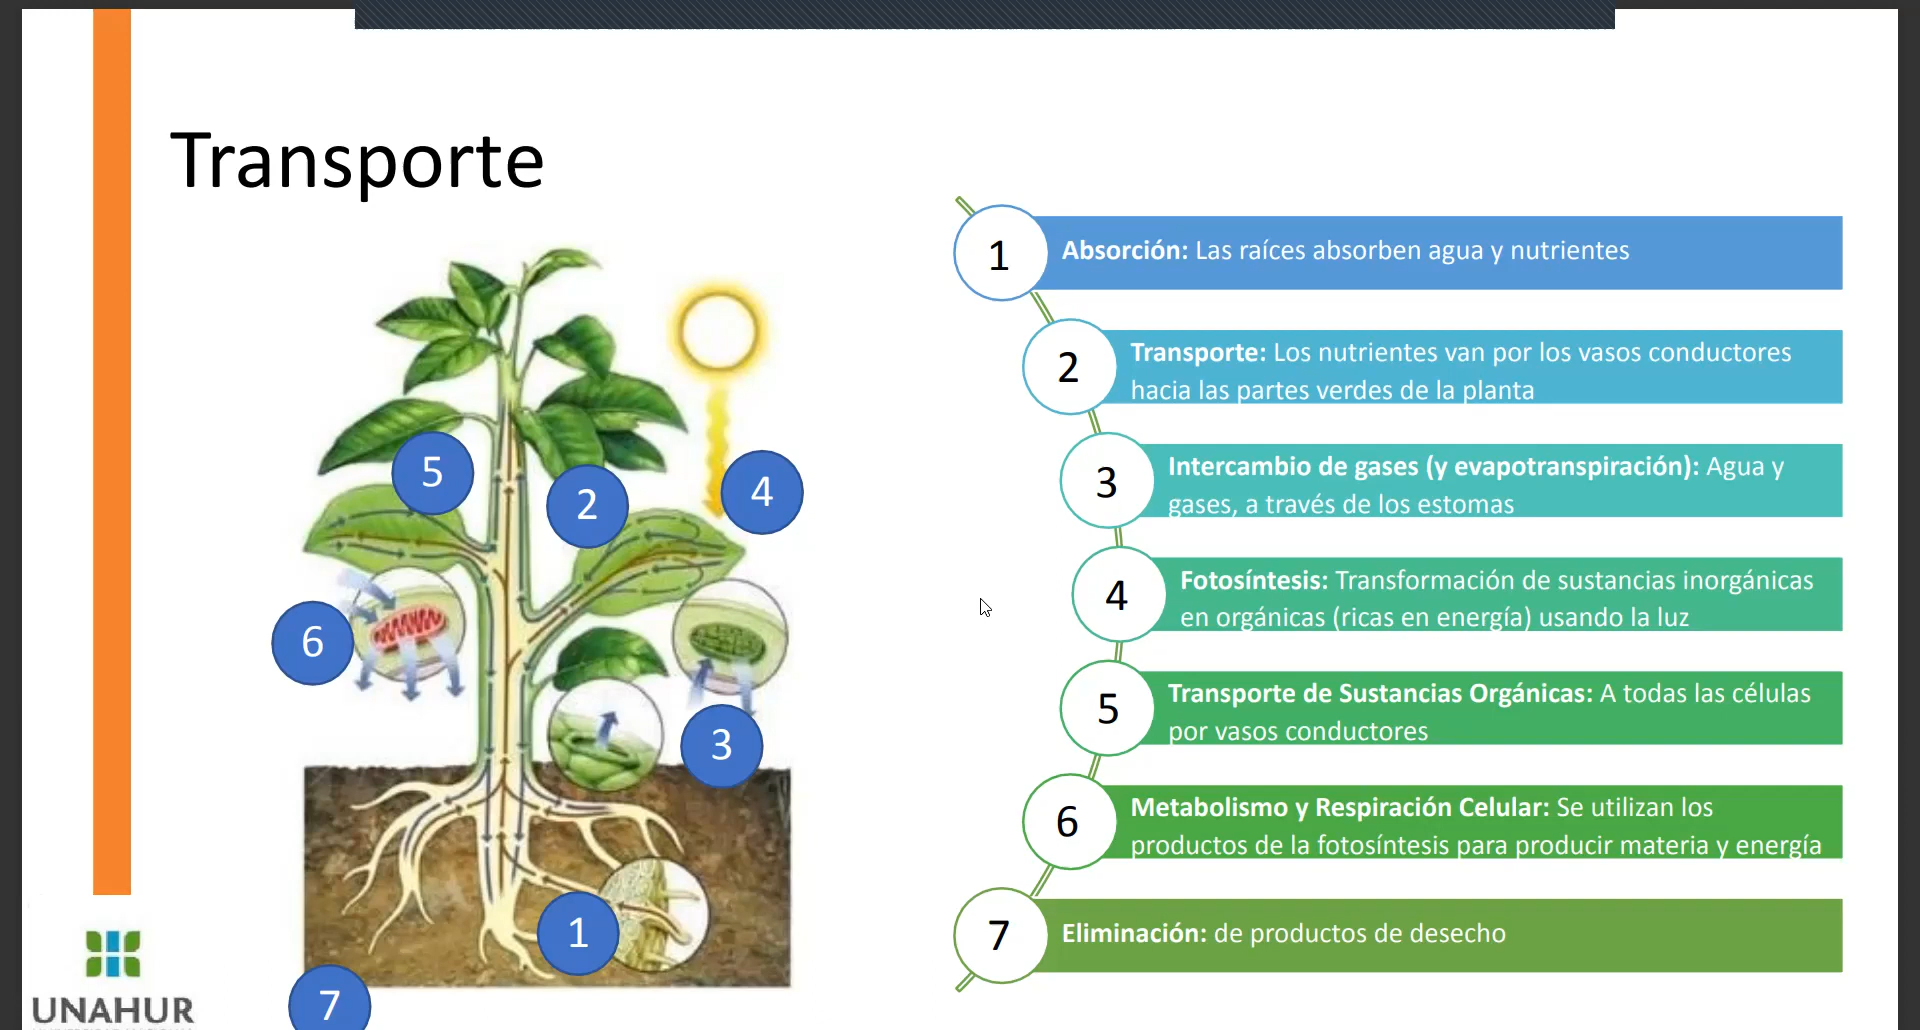 Transporte
1
Absorción: Las raíces absorben agua y nutrientes
2
Transporte: Los nutrientes van por los vasos conductores
hacia las partes verdes de la planta
3
Intercambio de gases (y evapotranspiración): Agua y
gases, a través de los estomas
4
Fotosíntesis: Transformación de sustancias inorgánicas
en orgánicas (ricas en energía) usando la luz
5
Transporte de Sustancias Orgánicas: A todas las células
por vasos conductores
6
Metabolismo y Respiración Celular: Se utilizan los
productos de la fotosíntesis para producir materia y energía
7
Eliminación: de productos de desecho
5
2
4
6
3
1
7
UNAHUR